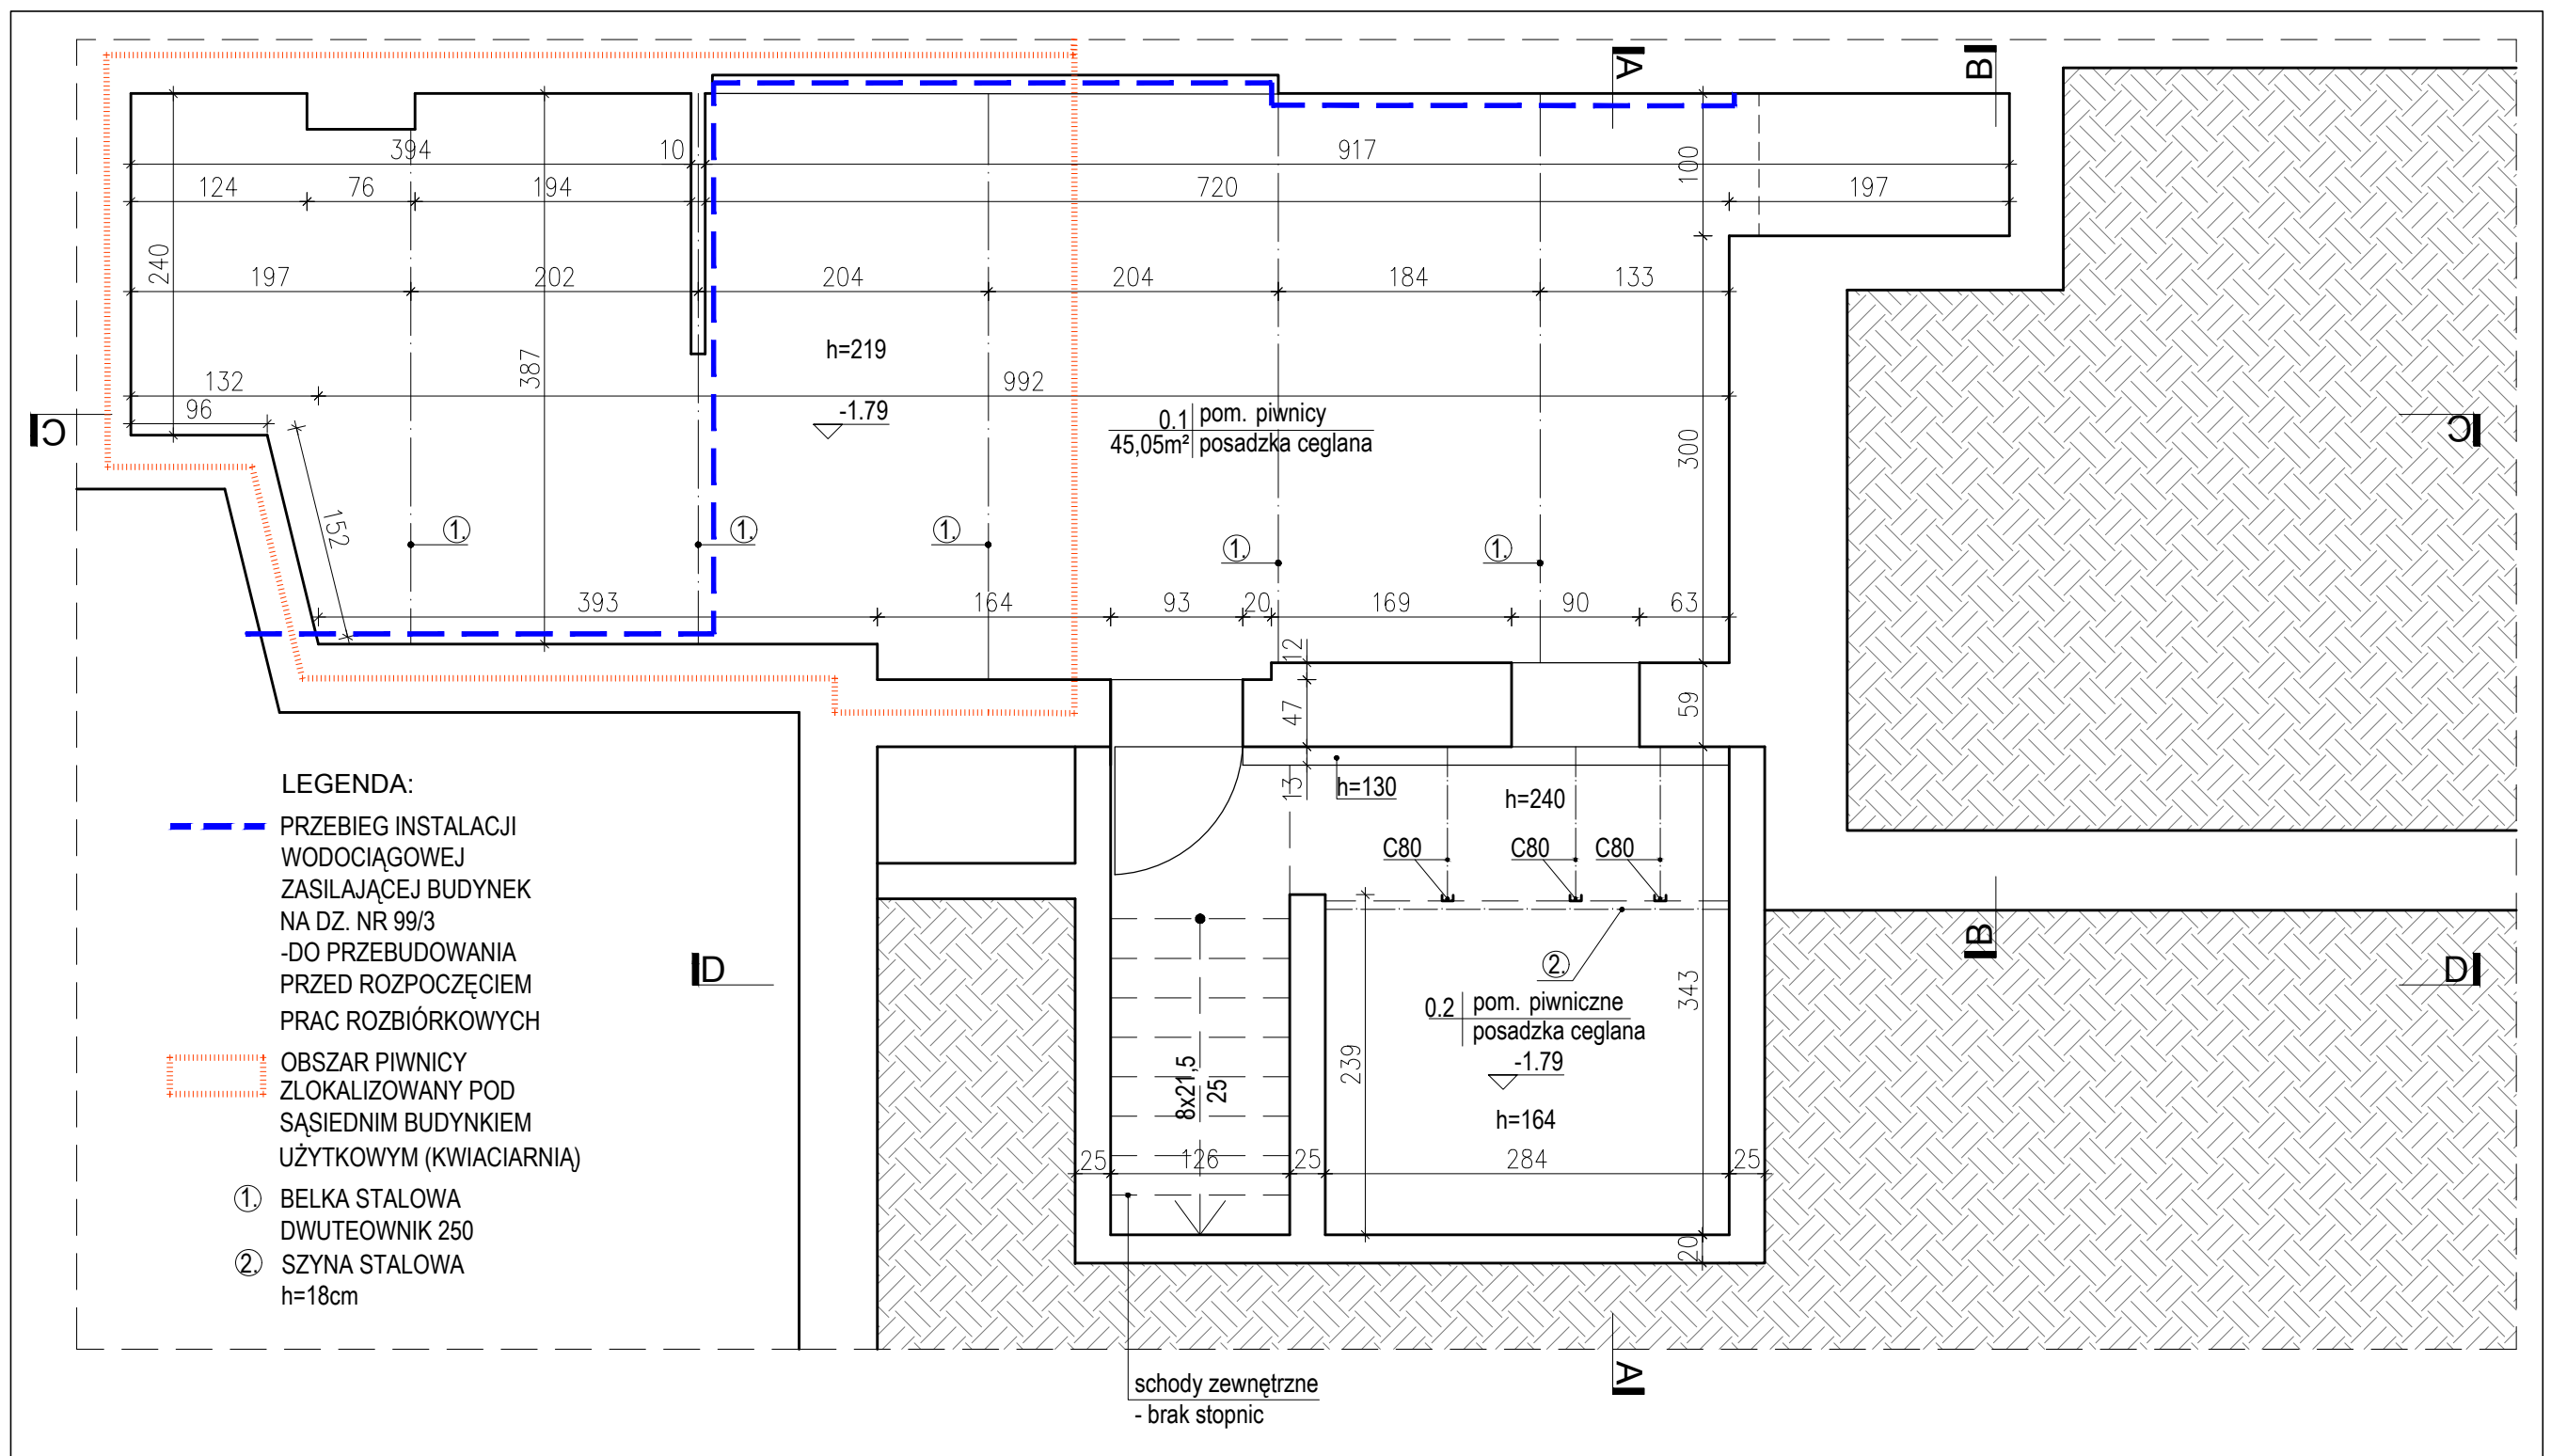 A
B
394
10
917
100
124
76
194
720
197
240
197
202
204
204
184
133
387
h=219
132
992
-1.79
96
0.1 pom. piwnicy
45,05m² posadzka ceglana
C
C
300
152
1.
1.
1.
1.
1.
393
164
93
20
169
90
63
12
47
59
13
h=130
h=240
C80
C80
C80
LEGENDA:
PRZEBIEG INSTALACJI
WODOCIĄGOWEJ
ZASILAJĄCEJ BUDYNEK
NA DZ. NR 99/3
-DO PRZEBUDOWANIA
PRZED ROZPOCZĘCIEM
PRAC ROZBIÓRKOWYCH
OBSZAR PIWNICY
ZLOKALIZOWANY POD
SĄSIEDNIM BUDYNKIEM
UŻYTKOWYM (KWIACIARNIĄ)
1. BELKA STALOWA
DWUTEOWNIK 250
2. SZYNA STALOWA
h=18cm
D
B
D
2.
0.2 pom. piwniczne
posadzka ceglana
-1.79
h=164
343
239
8x21,5
25
25
126
25
284
25
20
A
schody zewnętrzne
- brak stopnic